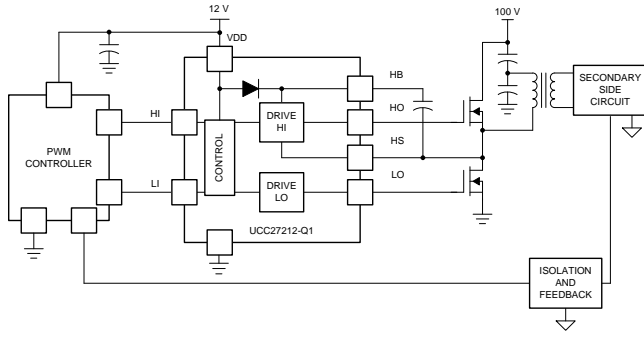 12 V
100 V
VDD
HB
SECONDARY
SIDE
CIRCUIT
HI
DRIVE
HI
HO
PWM
CONTROLLER
CONTROL
HS
LI
DRIVE
LO
LO
UCC27212-Q1
ISOLATION
AND
FEEDBACK